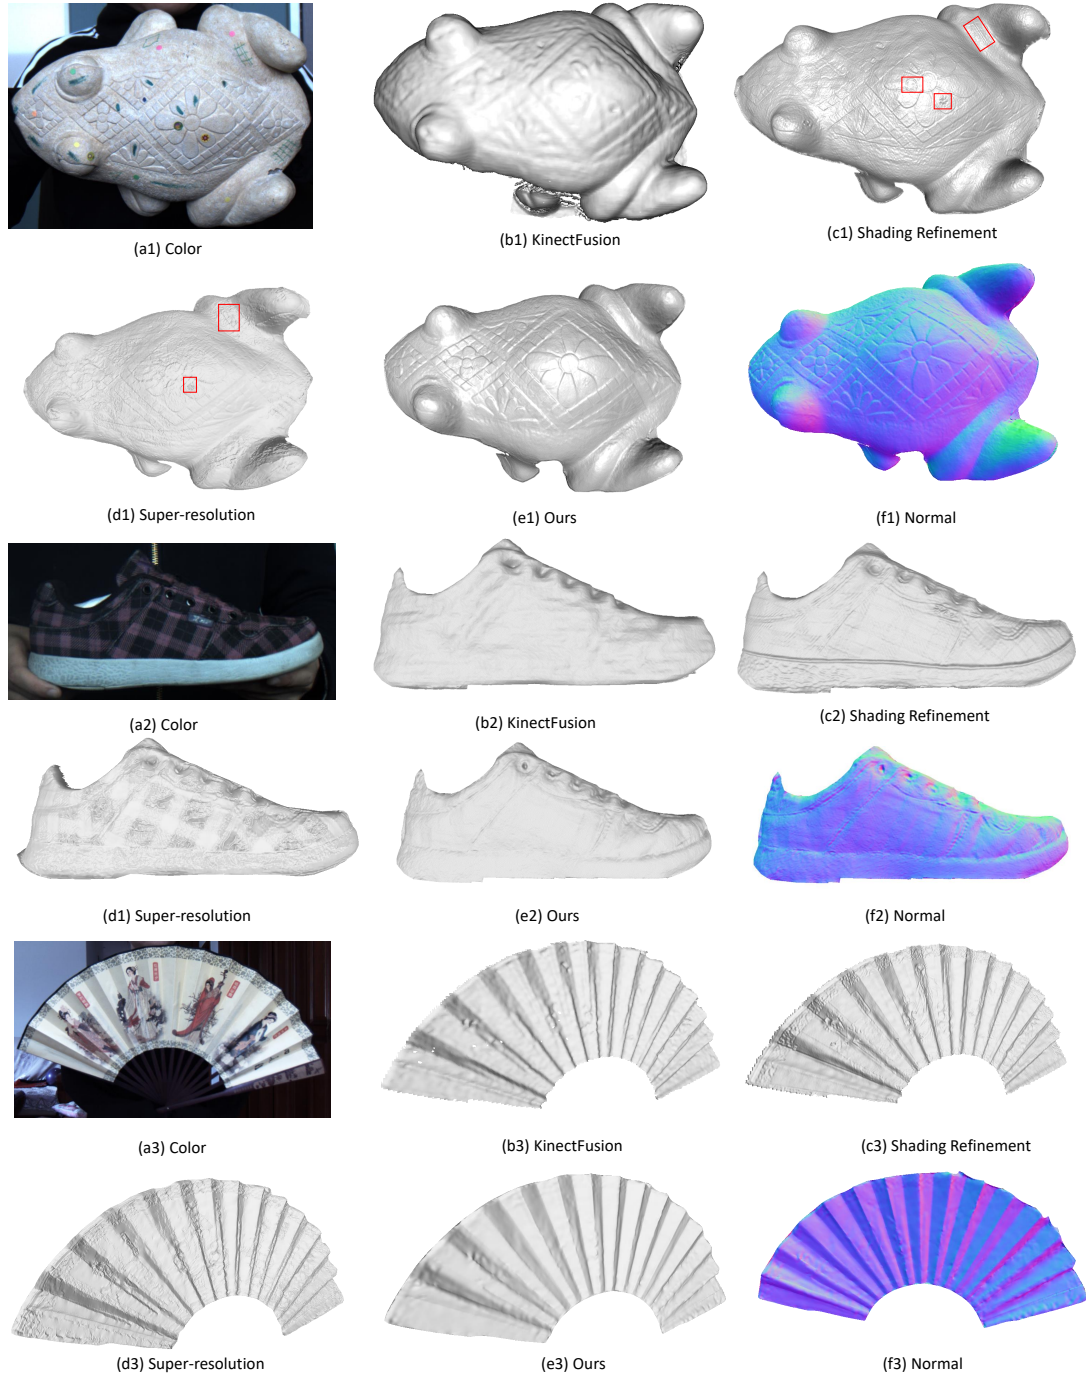 (a1) Color
(b1) KinectFusion
(c1) Shading Refinement
(d1) Super-resolution
(e1) Ours
(f1) Normal
(a2) Color
(b2) KinectFusion
(c2) Shading Refinement
(d1) Super-resolution
(e2) Ours
(f2) Normal
(a3) Color
(b3) KinectFusion
(c3) Shading Refinement
(d3) Super-resolution
(e3) Ours
(f3) Normal